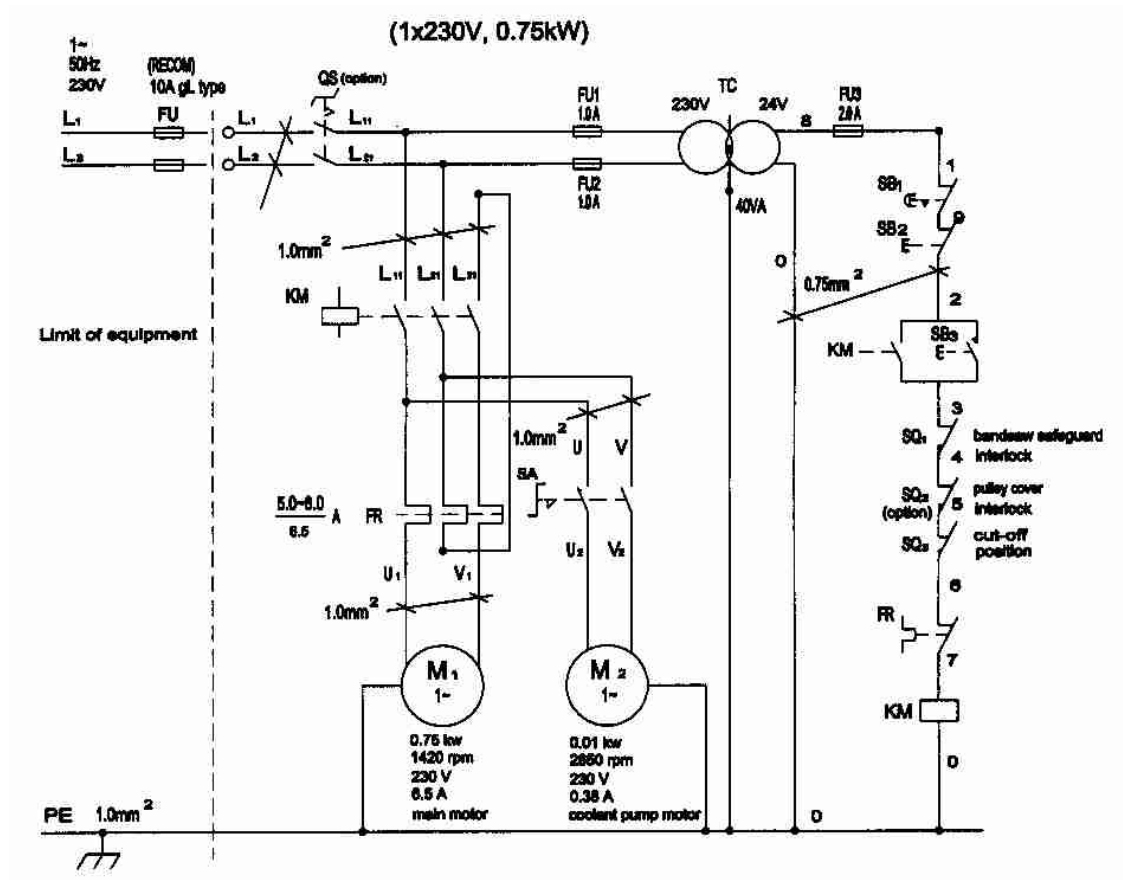 (1x230V, 0.75kW)
1~
50Hz
230V
(RECOM)
10A gL type
FU
QS (option)
L1
L1
L11
L2
L2
L21
FU1
1.0A
FU2
1.0A
230V
TC
24V
40VA
8
FU3
2.0A
1
SB1
9
SB2
0
0.75mm²
2
1.0mm²
L11
L21
L31
KM
Limit of equipment
KM
SB3
3
SQ1
4
bandsaw safeguard
interlock
SQ2
(option)
5
pulley cover
interlock
SQ3
cut-off
position
6
1.0mm²
U
V
SA
5.0~6.0
6.5
A
FR
U2
V2
U1
V1
1.0mm²
FR
7
M1
1~
M2
1~
KM
0.75 kw
1420 rpm
230 V
6.5 A
main motor
0.01 kw
2850 rpm
230 V
0.38 A
coolant pump motor
0
PE 1.0mm²
0